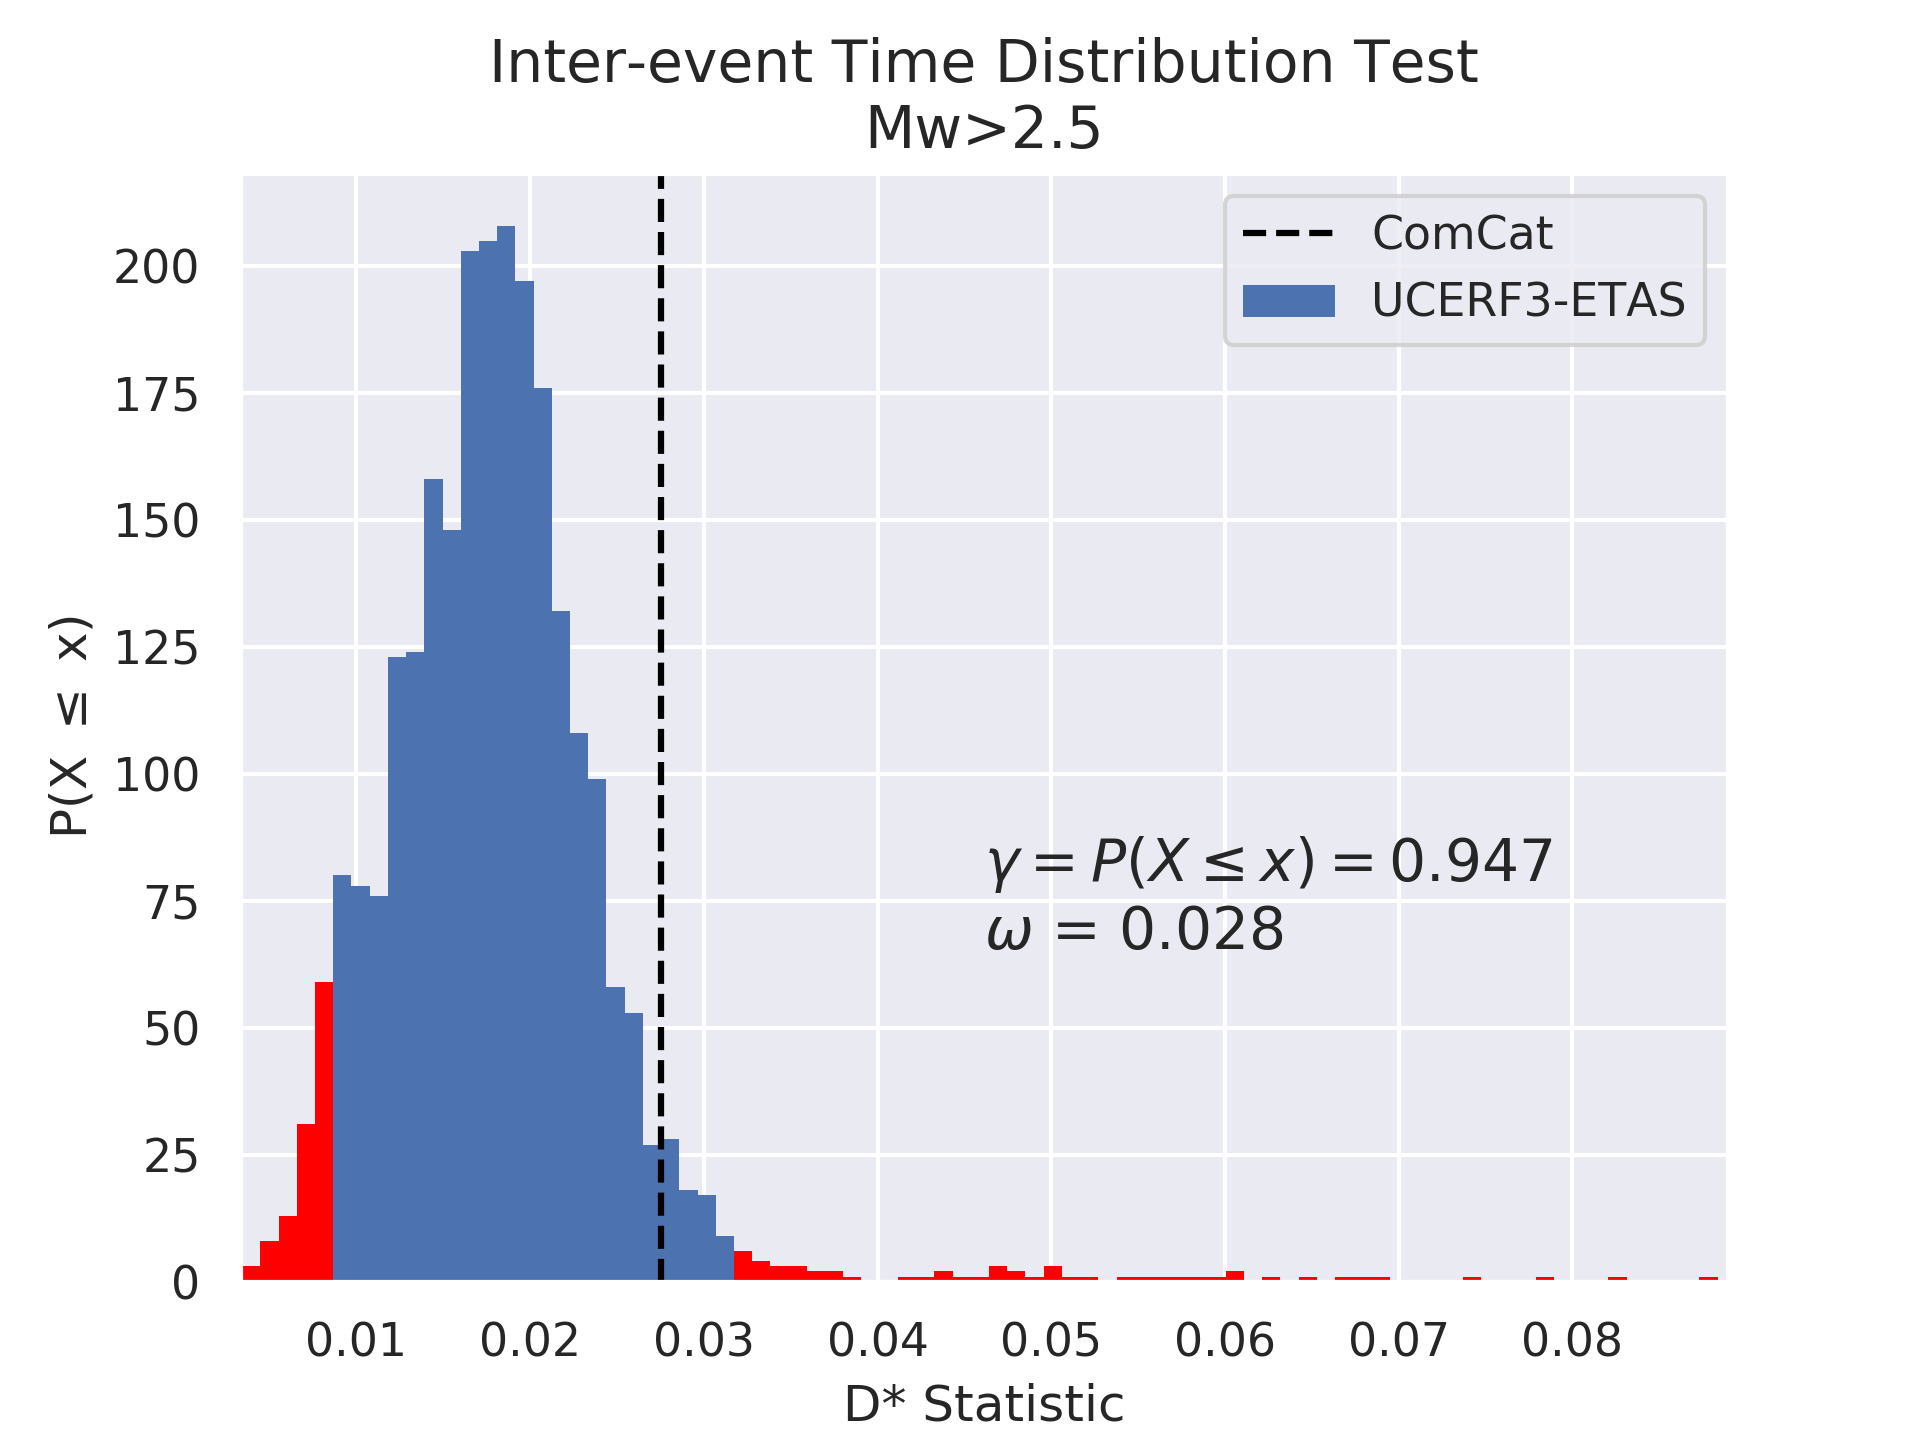 Inter-event Time Distribution Test
Mw>2.5
ComCat
UCERF3-ETAS
P(X ≤ x)
200
175
150
125
100
75
50
25
0
γ = P(X ≤ x) = 0.947
ω = 0.028
0.01 0.02 0.03 0.04 0.05 0.06 0.07 0.08
D* Statistic